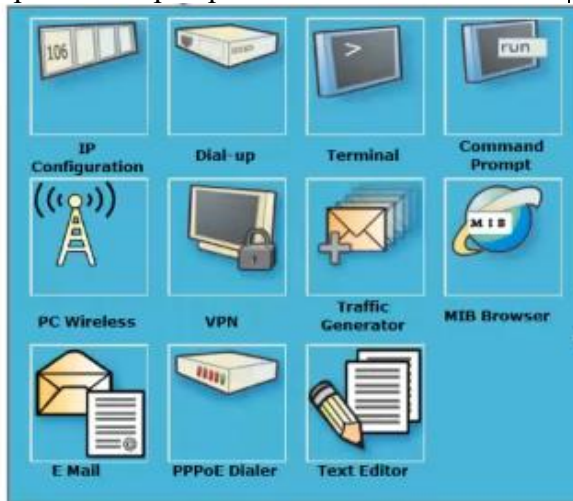 106
>
run
IP
Configuration
Dial-up
Terminal
Command
Prompt
MIB
PC Wireless
VPN
Traffic
Generator
MIB Browser
E Mail
PPPoE Dialer
Text Editor